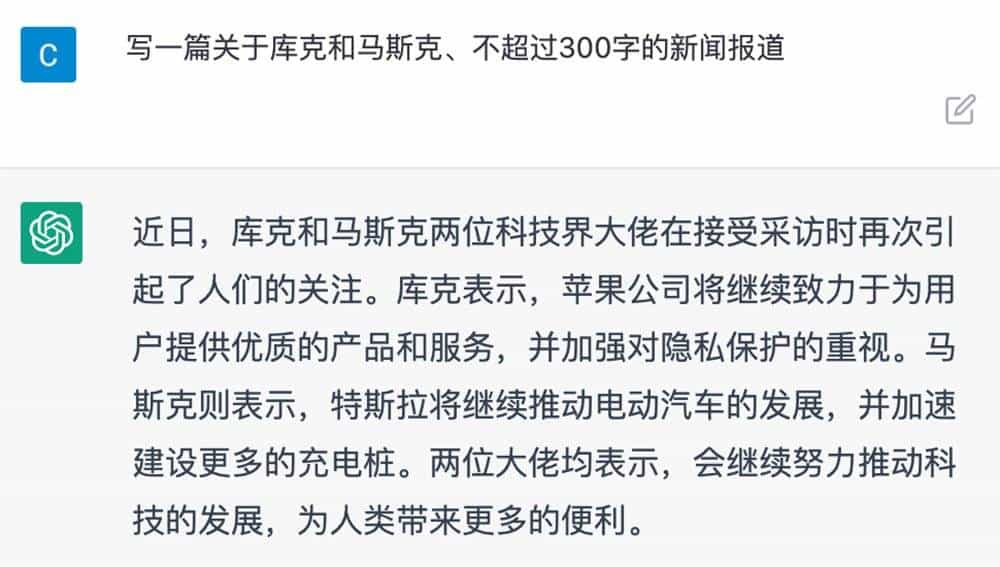 C
写一篇关于库克和马斯克、不超过300字的新闻报道
近日，库克和马斯克两位科技界大佬在接受采访时再次引
起了人们的关注。库克表示，苹果公司将继续致力于为用
户提供优质的产品和服务，并加强对隐私保护的重视。马
斯克则表示，特斯拉将继续推动电动汽车的发展，并加速
建设更多的充电桩。两位大佬均表示，会继续努力推动科
技的发展，为人类带来更多的便利。